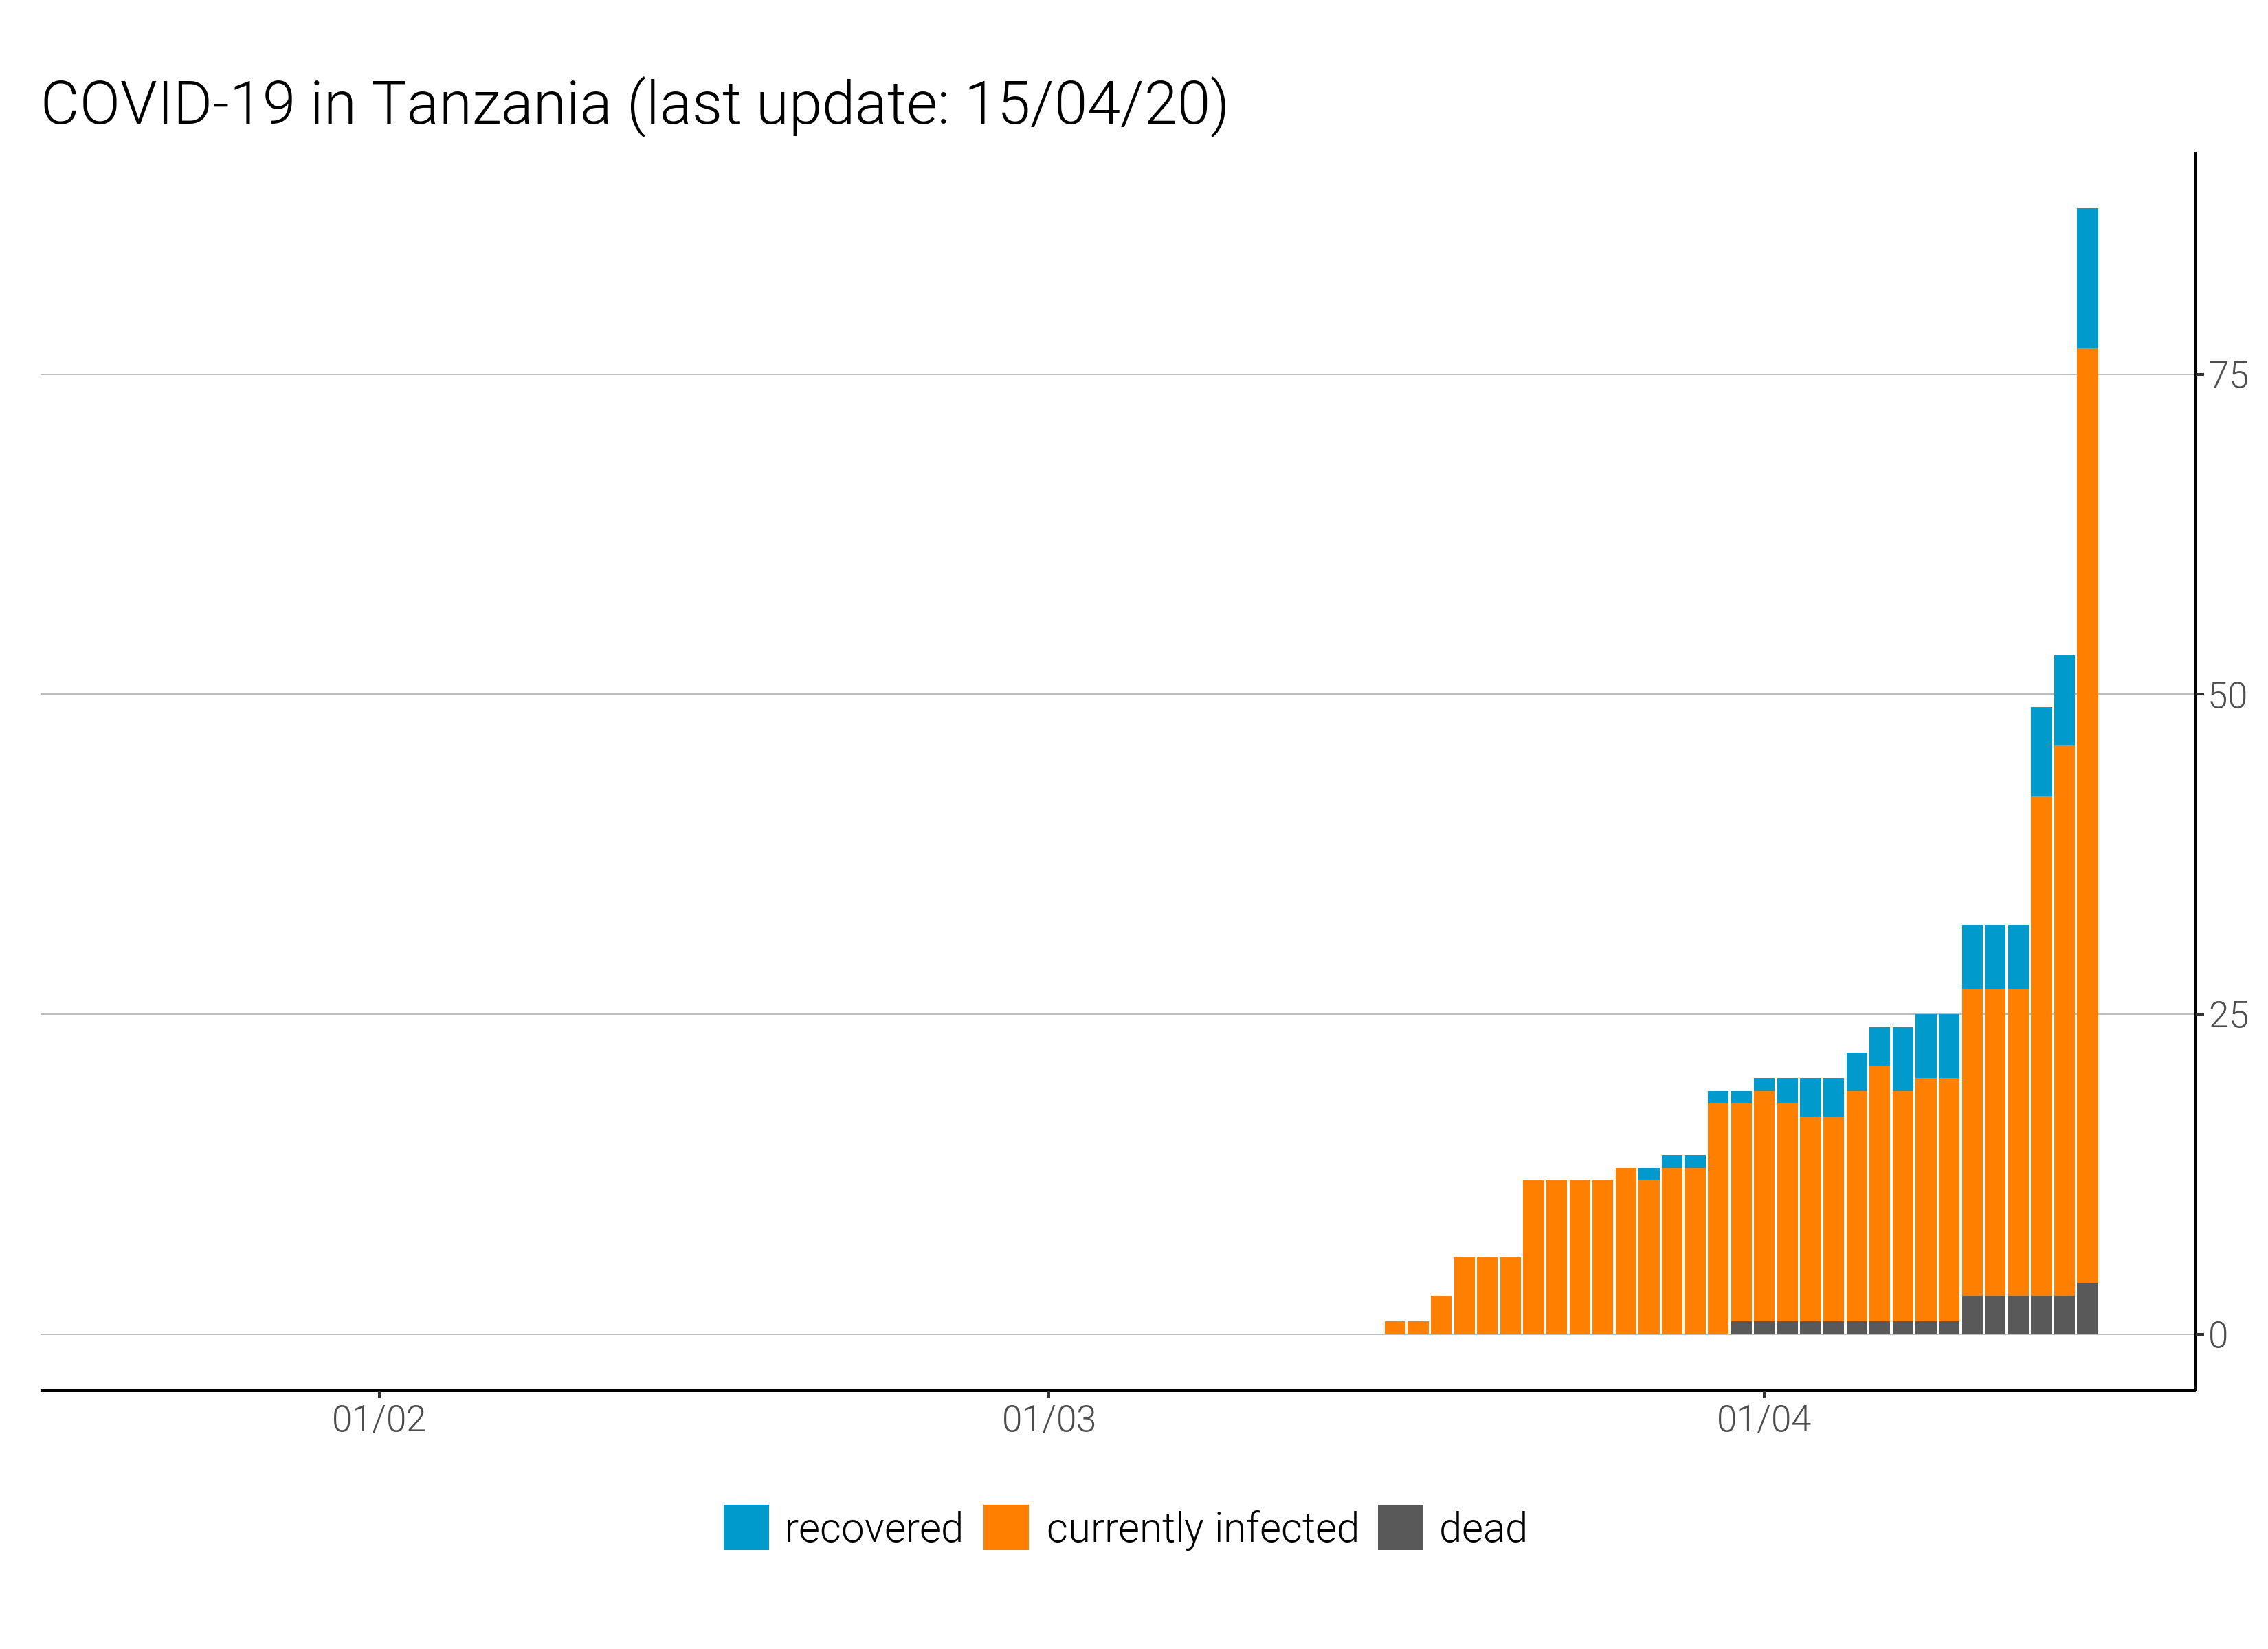 COVID-19 in Tanzania (last update: 15/04/20)
75
50
25
0
01/02 01/03 01/04
recovered currently infected dead